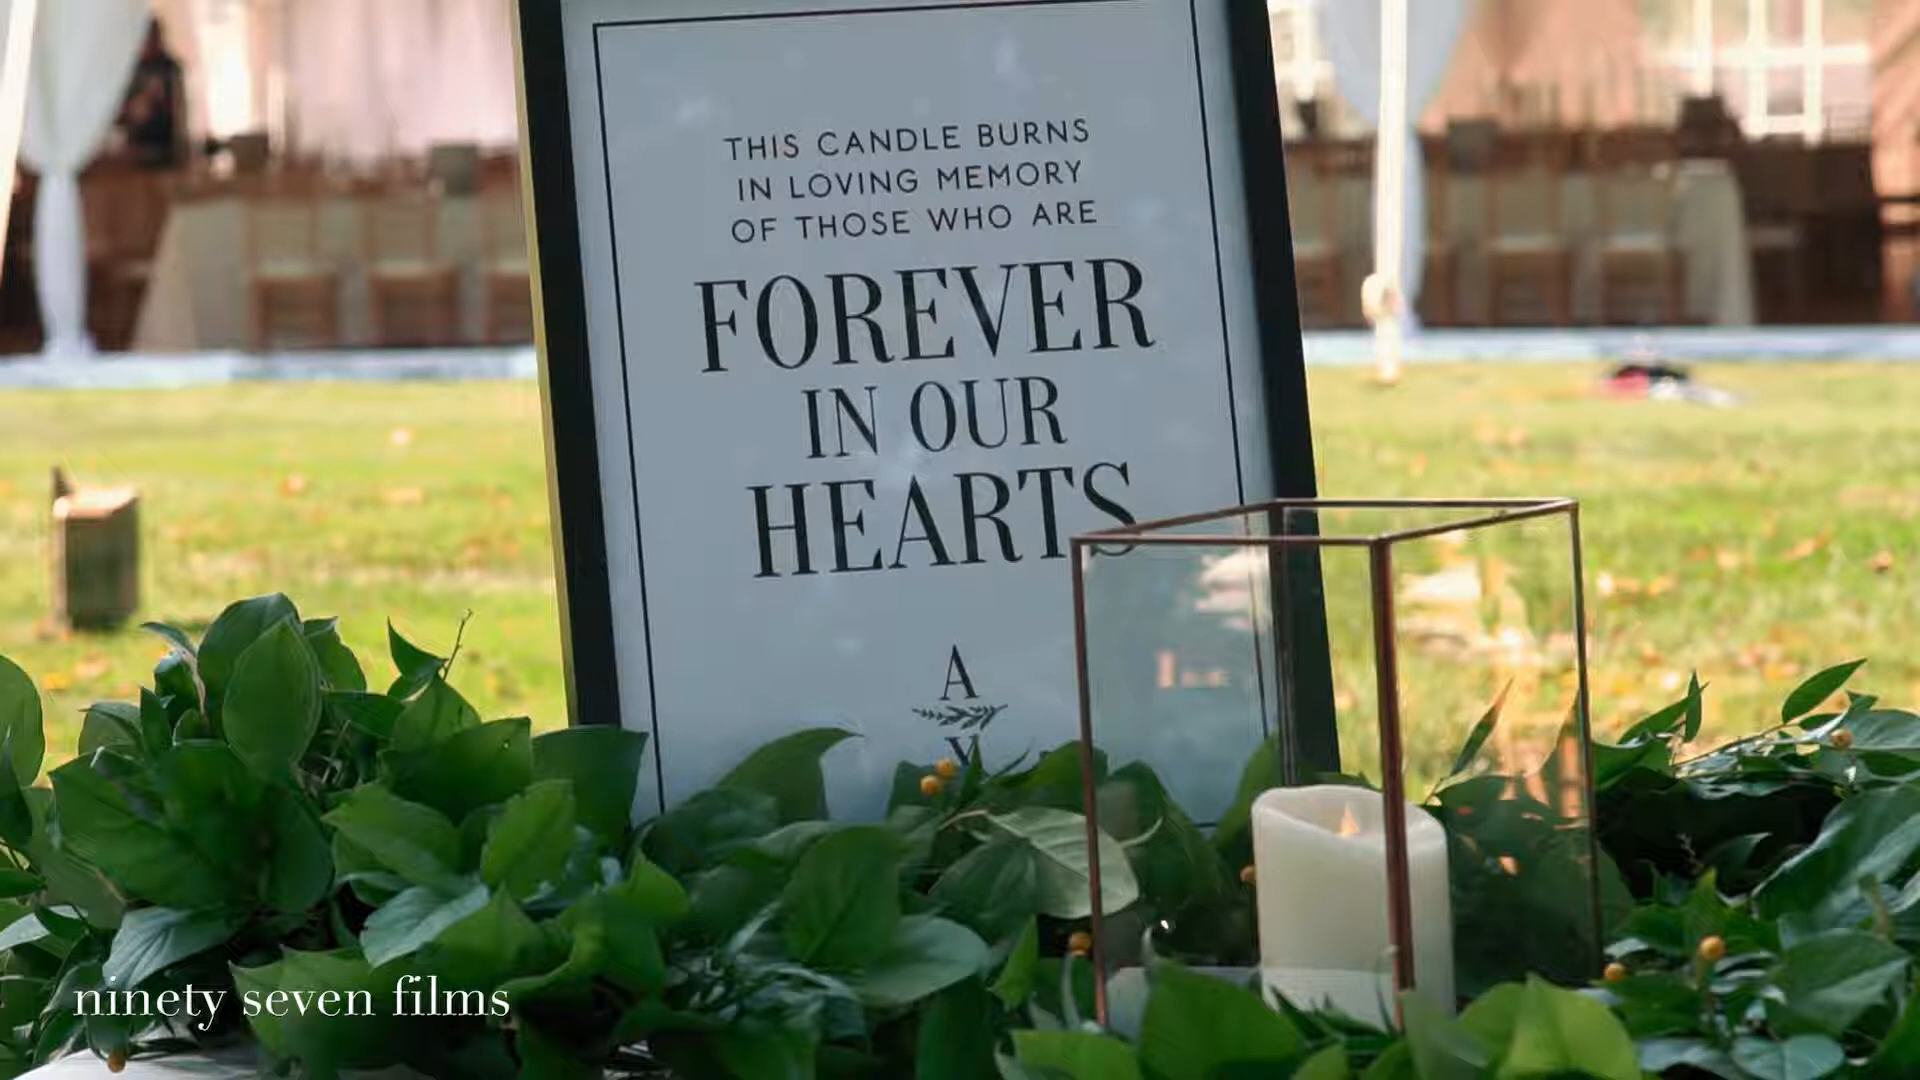 THIS CANDLE BURNS
IN LOVING MEMORY
OF THOSE WHO ARE
FOREVER
IN OUR
HEARTS
A
ninety seven films